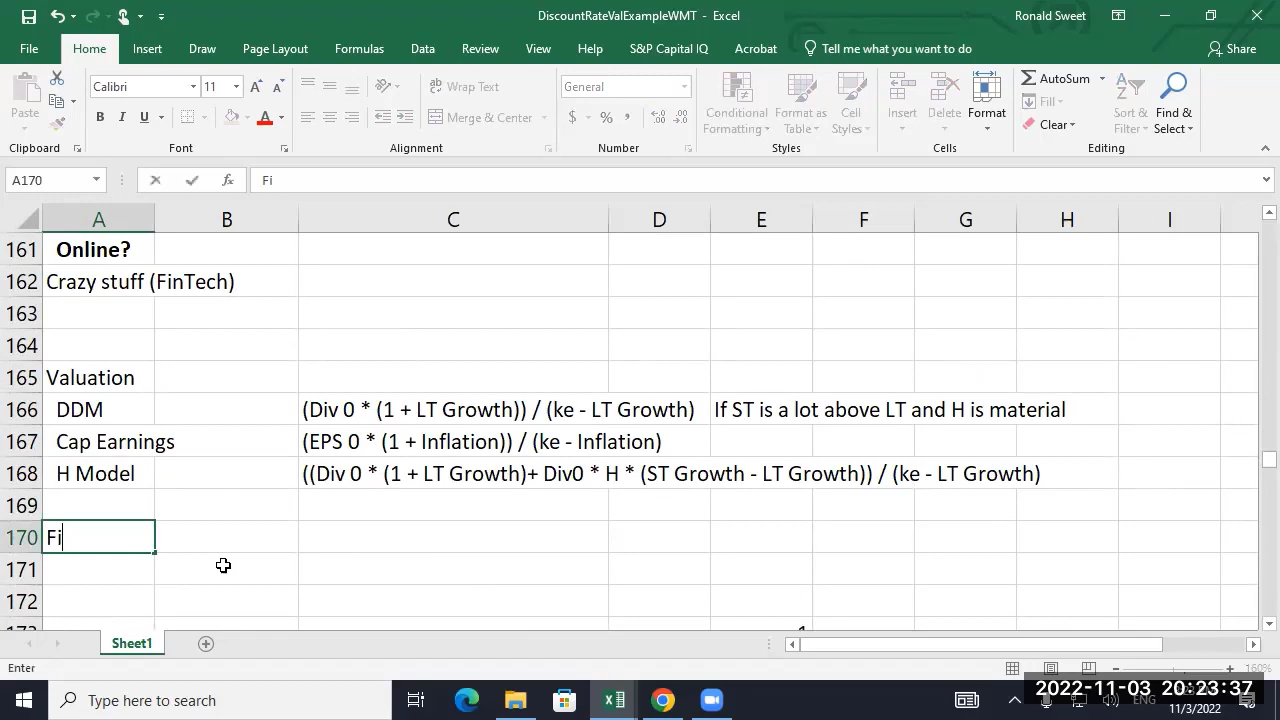 DiscountRateValExampleWMT - Excel
Ronald Sweet
File Home Insert Draw Page Layout Formulas Data Review View Help S&P Capital IQ Acrobat Tell me what you want to do Share
Paste
Clipboard
Calibri 11
B I U
Font
Wrap Text
Merge & Center
Alignment
General
$ % ,
Number
Conditional Formatting
Format as Table
Cell Styles
Styles
Insert Delete Format
Cells
AutoSum
Fill
Clear
Sort & Filter
Find & Select
Editing
A170 fx Fi
A B C D E F G H I
161 Online?
162 Crazy stuff (FinTech)
163
164
165 Valuation
166 DDM (Div 0 * (1 + LT Growth)) / (ke - LT Growth) If ST is a lot above LT and H is material
167 Cap Earnings (EPS 0 * (1 + Inflation)) / (ke - Inflation)
168 H Model ((Div 0 * (1 + LT Growth)+ Div0 * H * (ST Growth - LT Growth)) / (ke - LT Growth)
169
170 Fi
171
172
Sheet1
Enter
160%
Type here to search
ENG
2022-11-03 20:23:37
11/3/2022